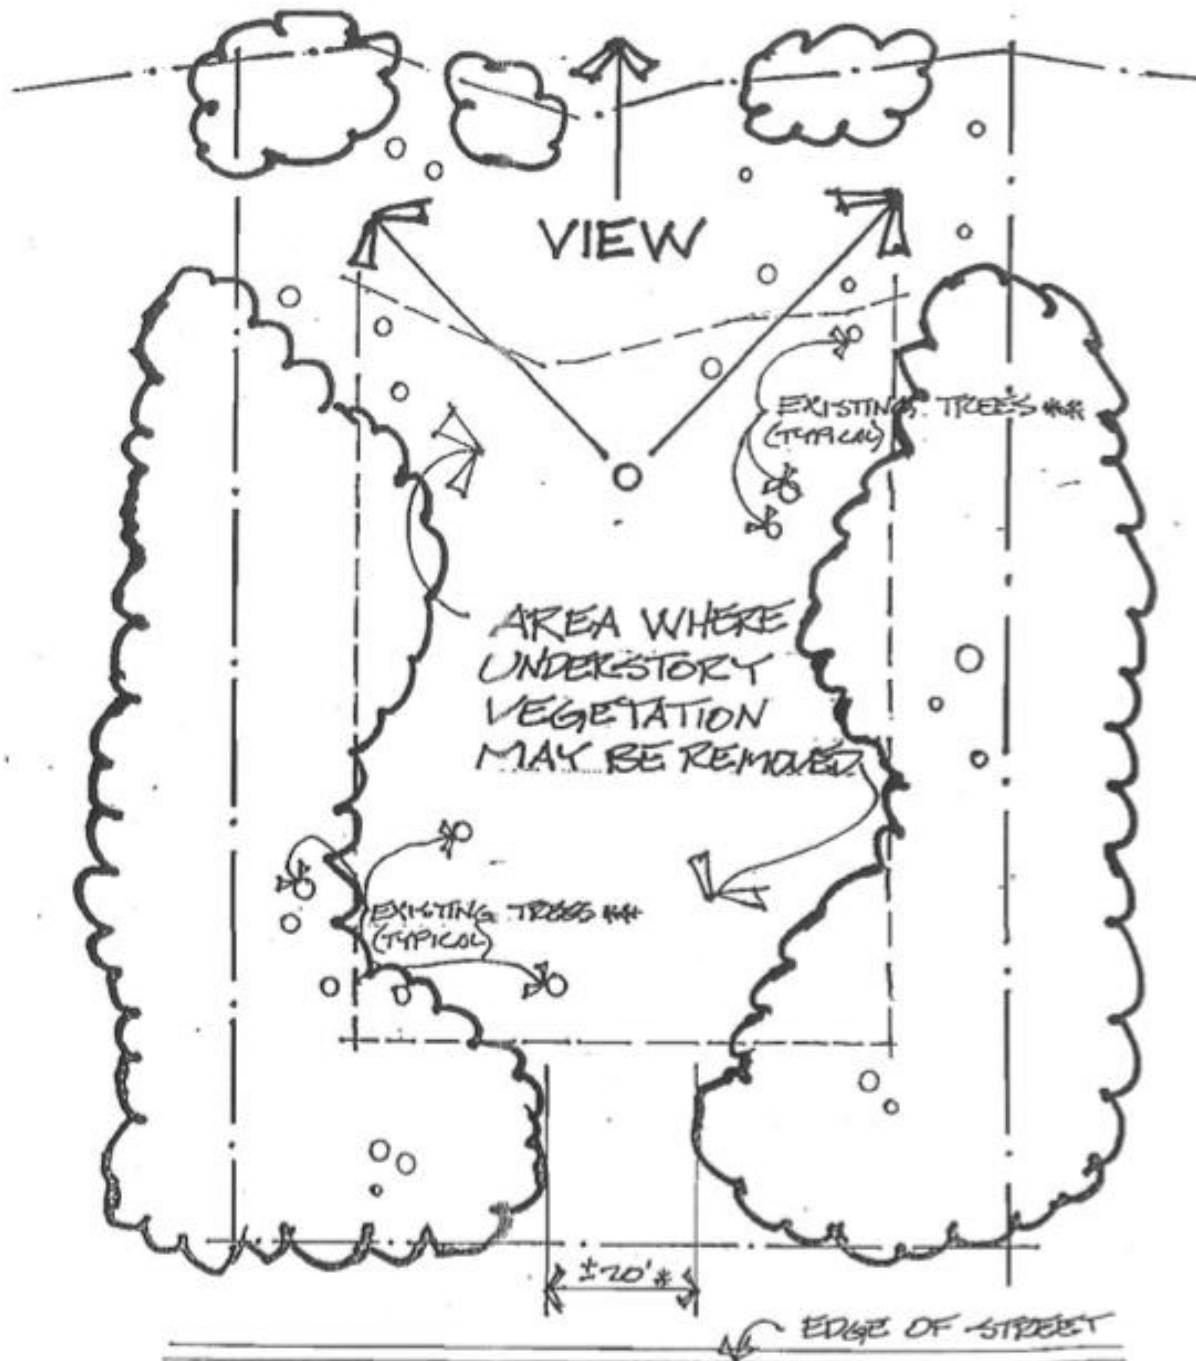 VIEW
EXISTING TREES ***
(TYPICAL)
AREA WHERE
UNDERSTORY
VEGETATION
MAY BE REMOVED
EXISTING TREES ***
(TYPICAL)
±20'*
EDGE OF STREET